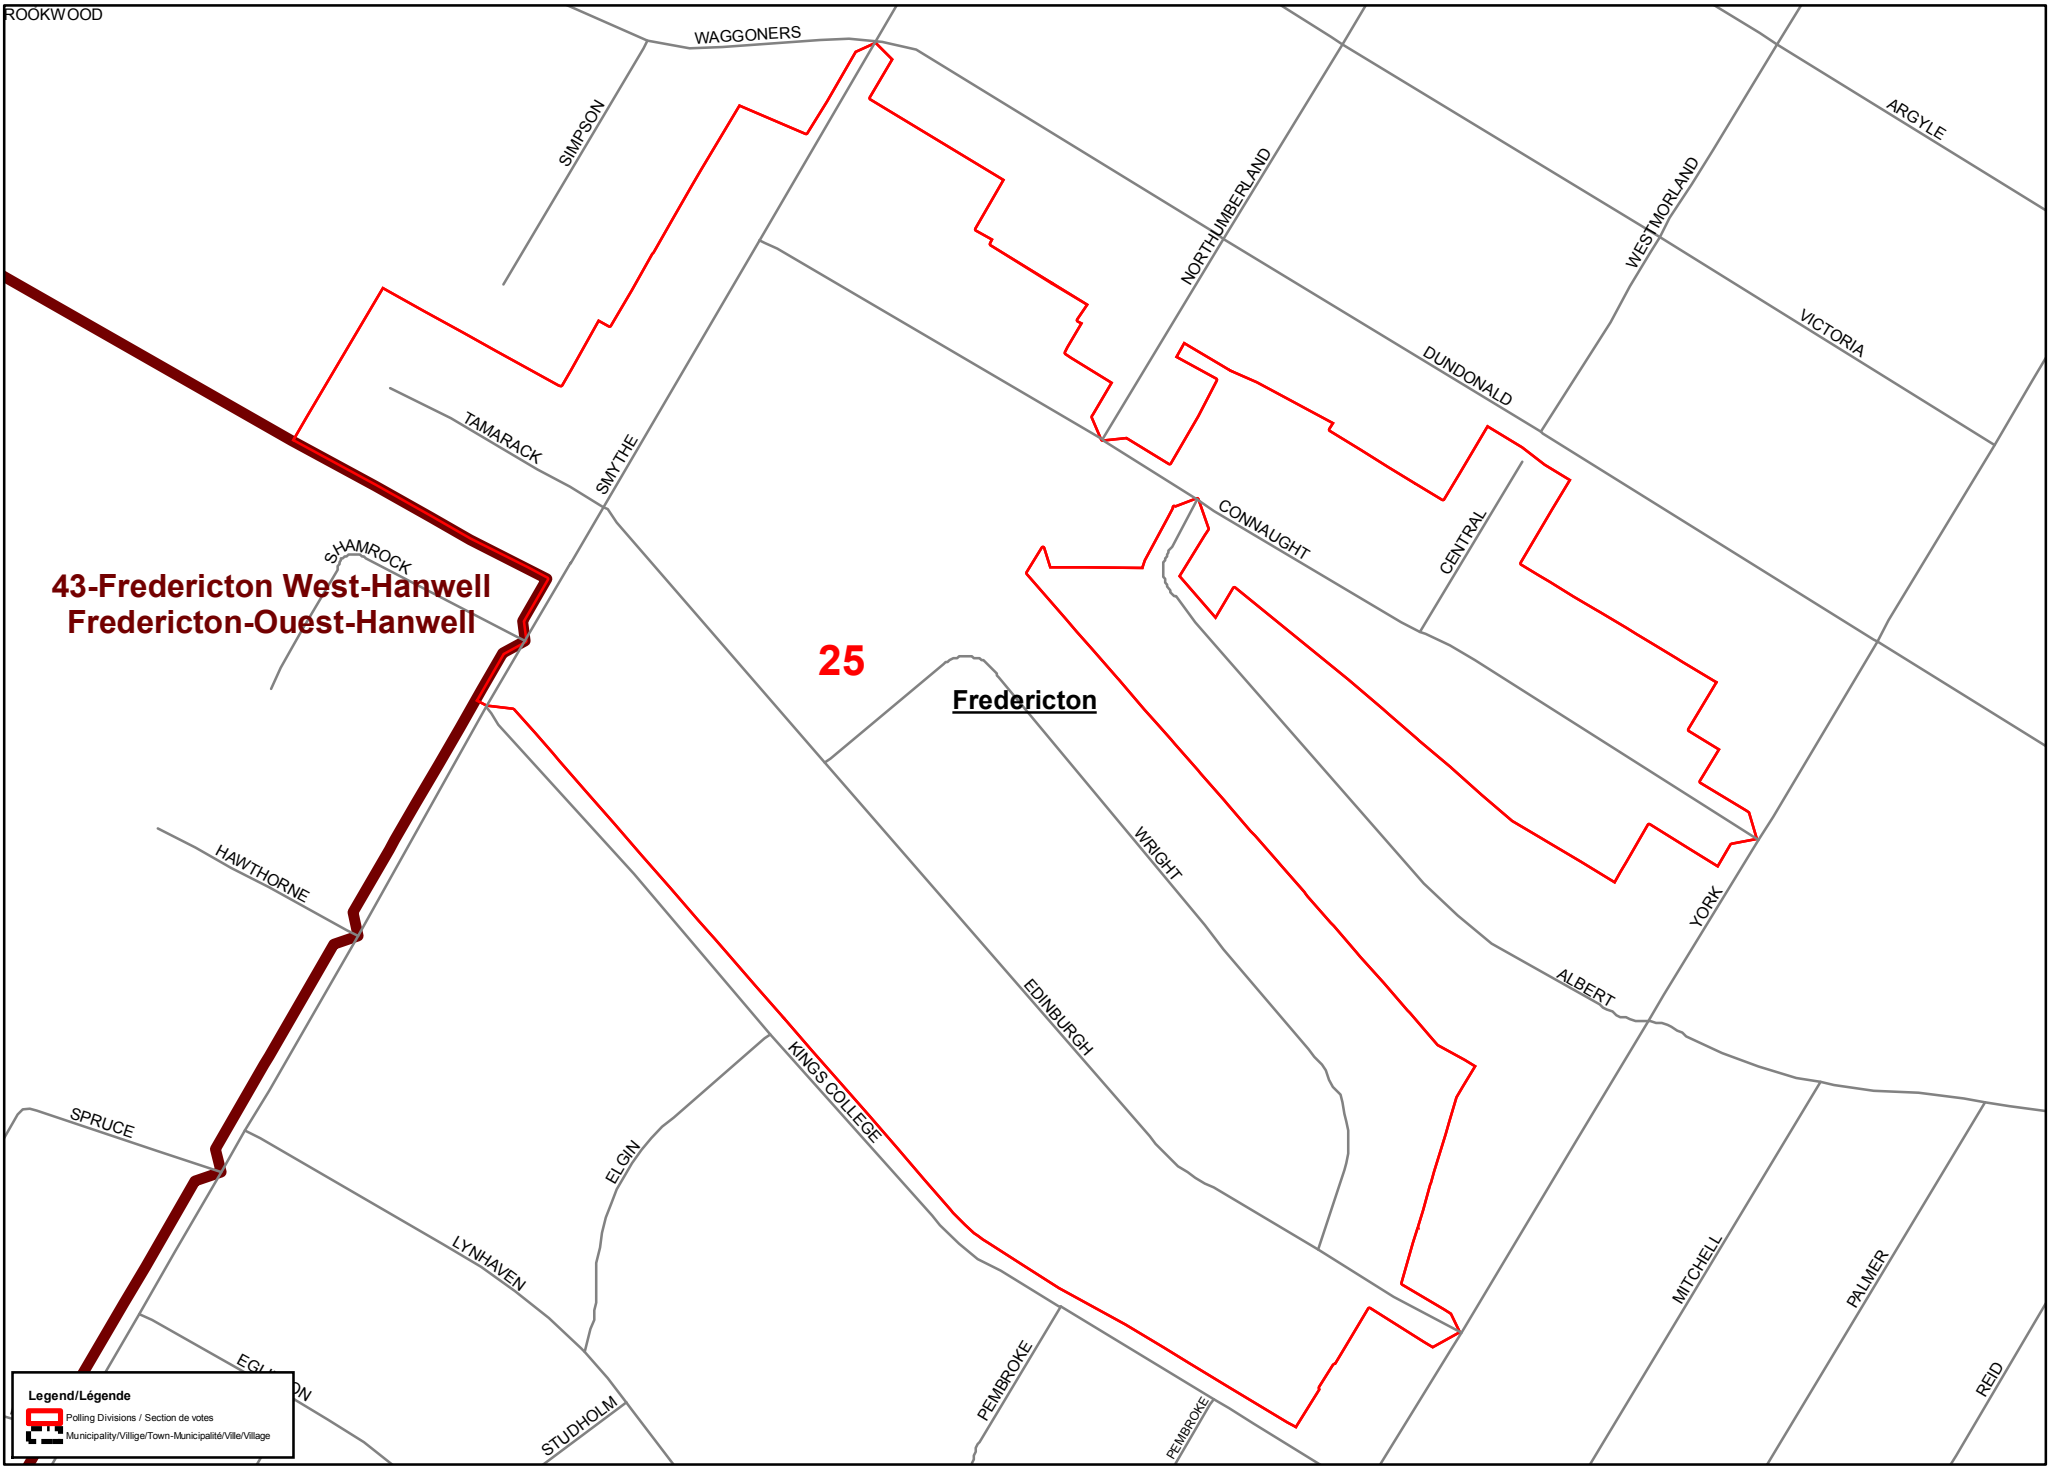 ROOKWOOD
WAGGONERS
SIMPSON
ARGYLE
NORTHUMBERLAND
WESTMORLAND
VICTORIA
DUNDONALD
TAMARACK
SMYTHE
CONNAUGHT
CENTRAL
SHAMROCK
43-Fredericton West-Hanwell
Fredericton-Ouest-Hanwell
25
Fredericton
WRIGHT
HAWTHORNE
YORK
ALBERT
EDINBURGH
KINGS COLLEGE
SPRUCE
ELGIN
LYNHAVEN
MITCHELL
PALMER
PEMBROKE
PEMBROKE
REID
STUDHOLM
Legend/Légende
Polling Divisions / Section de votes
Municipality/Villige/Town-Municipalité/Ville/Village